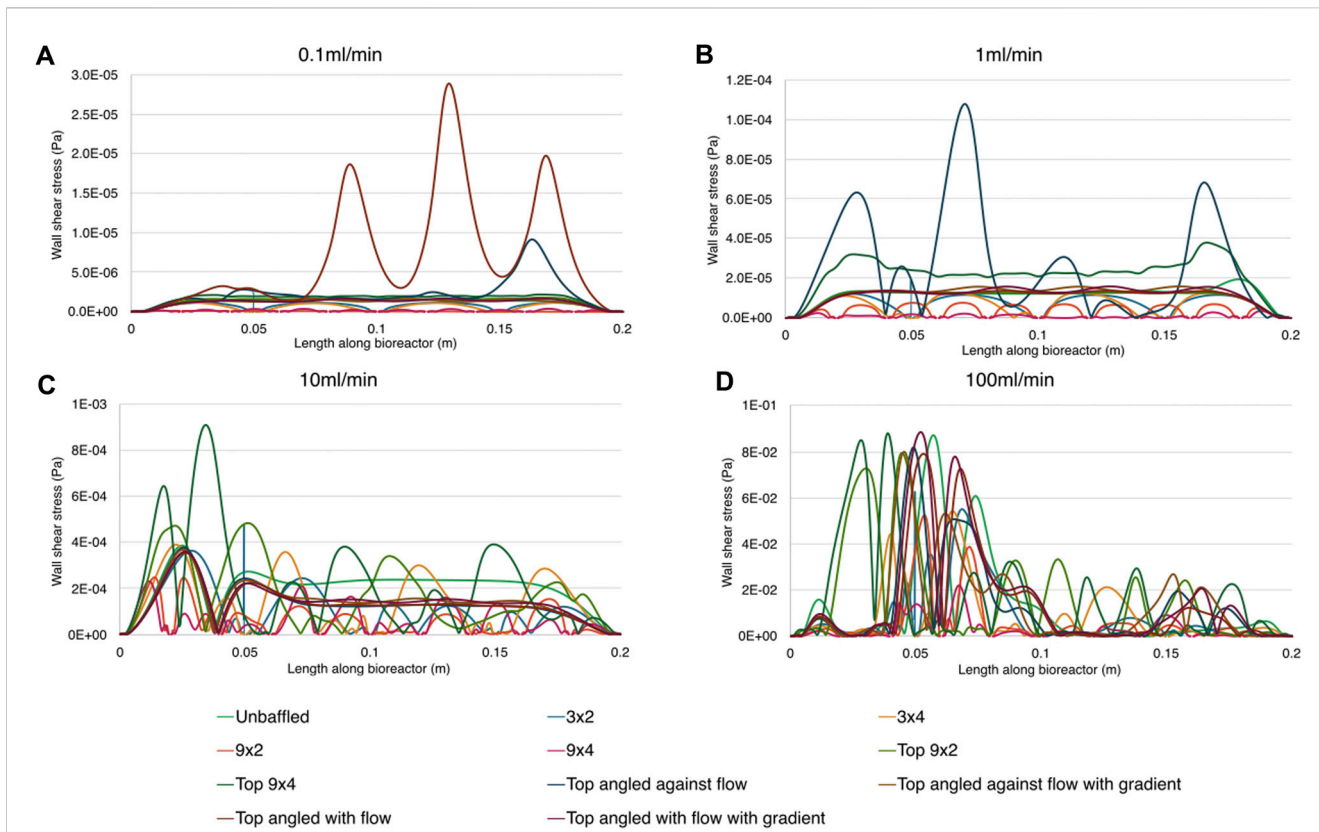 A
0.1ml/min
3.0E-05
2.5E-05
2.0E-05
1.5E-05
1.0E-05
5.0E-06
0.0E+00
Wall shear stress (Pa)
0
0.05
0.1
0.15
0.2
Length along bioreactor (m)
B
1ml/min
1.2E-04
1.0E-04
8.0E-05
6.0E-05
4.0E-05
2.0E-05
0.0E+00
Wall shear stress (Pa)
0
0.05
0.1
0.15
0.2
Length along bioreactor (m)
C
10ml/min
1E-03
8E-04
6E-04
4E-04
2E-04
0E+00
Wall shear stress (Pa)
0
0.05
0.1
0.15
0.2
Length along bioreactor (m)
D
100ml/min
1E-01
8E-02
6E-02
4E-02
2E-02
0E+00
Wall shear stress (Pa)
0
0.05
0.1
0.15
0.2
Length along bioreactor (m)
Unbaffled
3x2
3x4
9x2
9x4
Top 9x2
Top 9x4
Top angled against flow
Top angled against flow with gradient
Top angled with flow
Top angled with flow with gradient